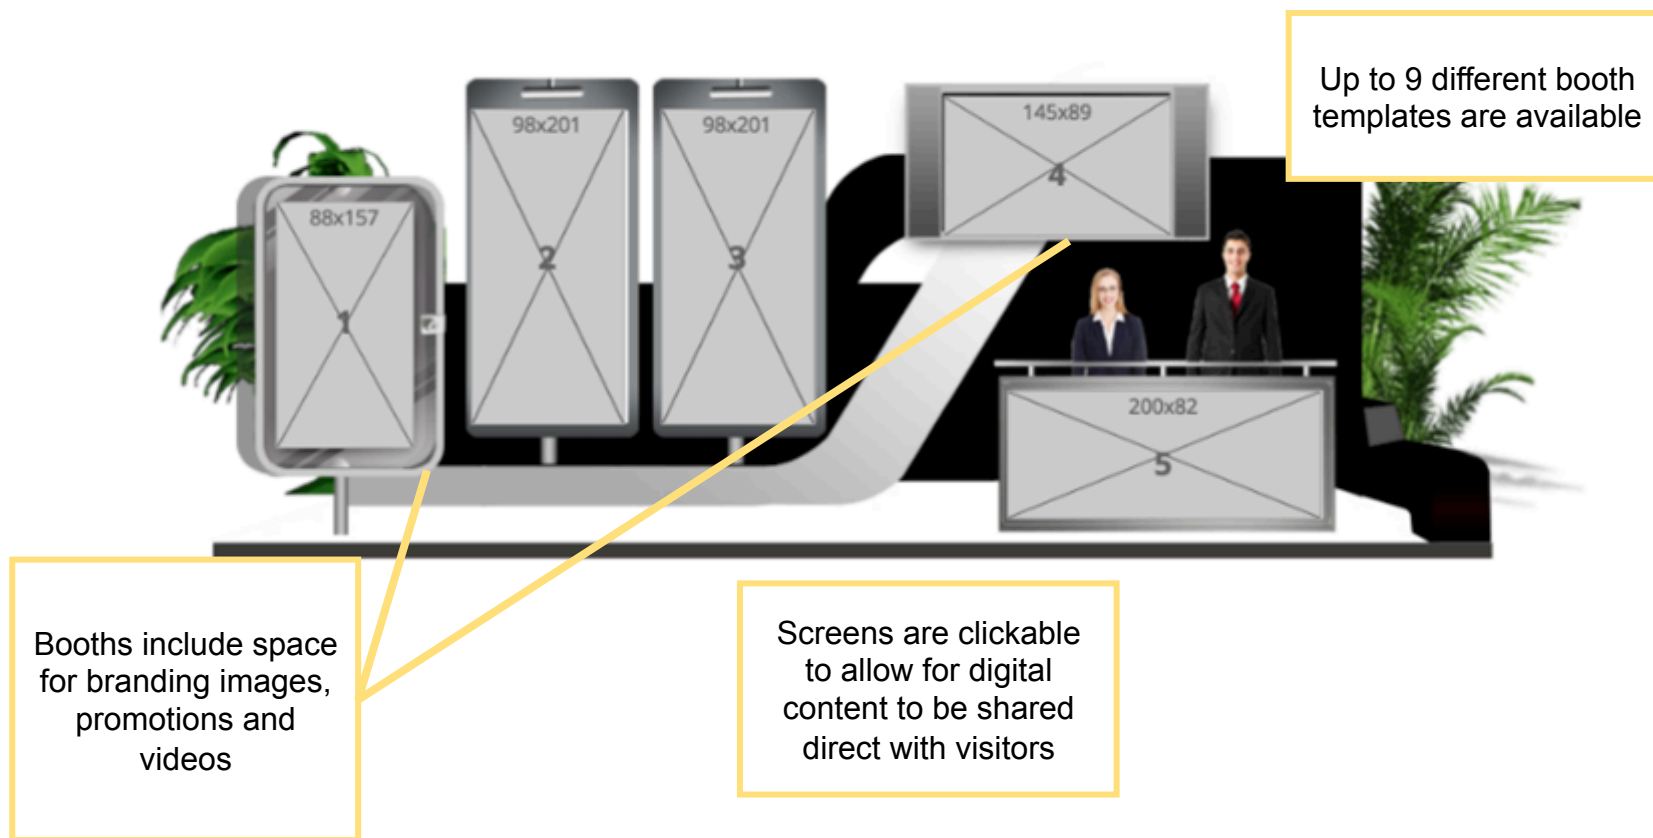 Up to 9 different booth
templates are available
98x201
98x201
145x89
4
88x157
2
3
1
200x82
5
Booths include space
for branding images,
promotions and
videos
Screens are clickable
to allow for digital
content to be shared
direct with visitors